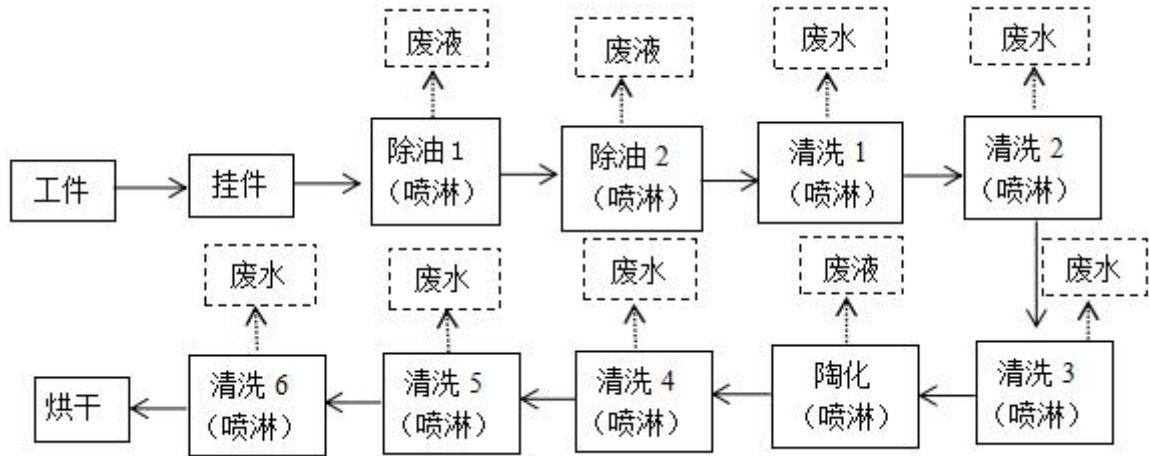 废液
废液
废水
废水
工件
挂件
除油1
（喷淋）
除油2
（喷淋）
清洗1
（喷淋）
清洗2
（喷淋）
废水
废水
废水
废液
废水
烘干
清洗6
（喷淋）
清洗5
（喷淋）
清洗4
（喷淋）
陶化
（喷淋）
清洗3
（喷淋）